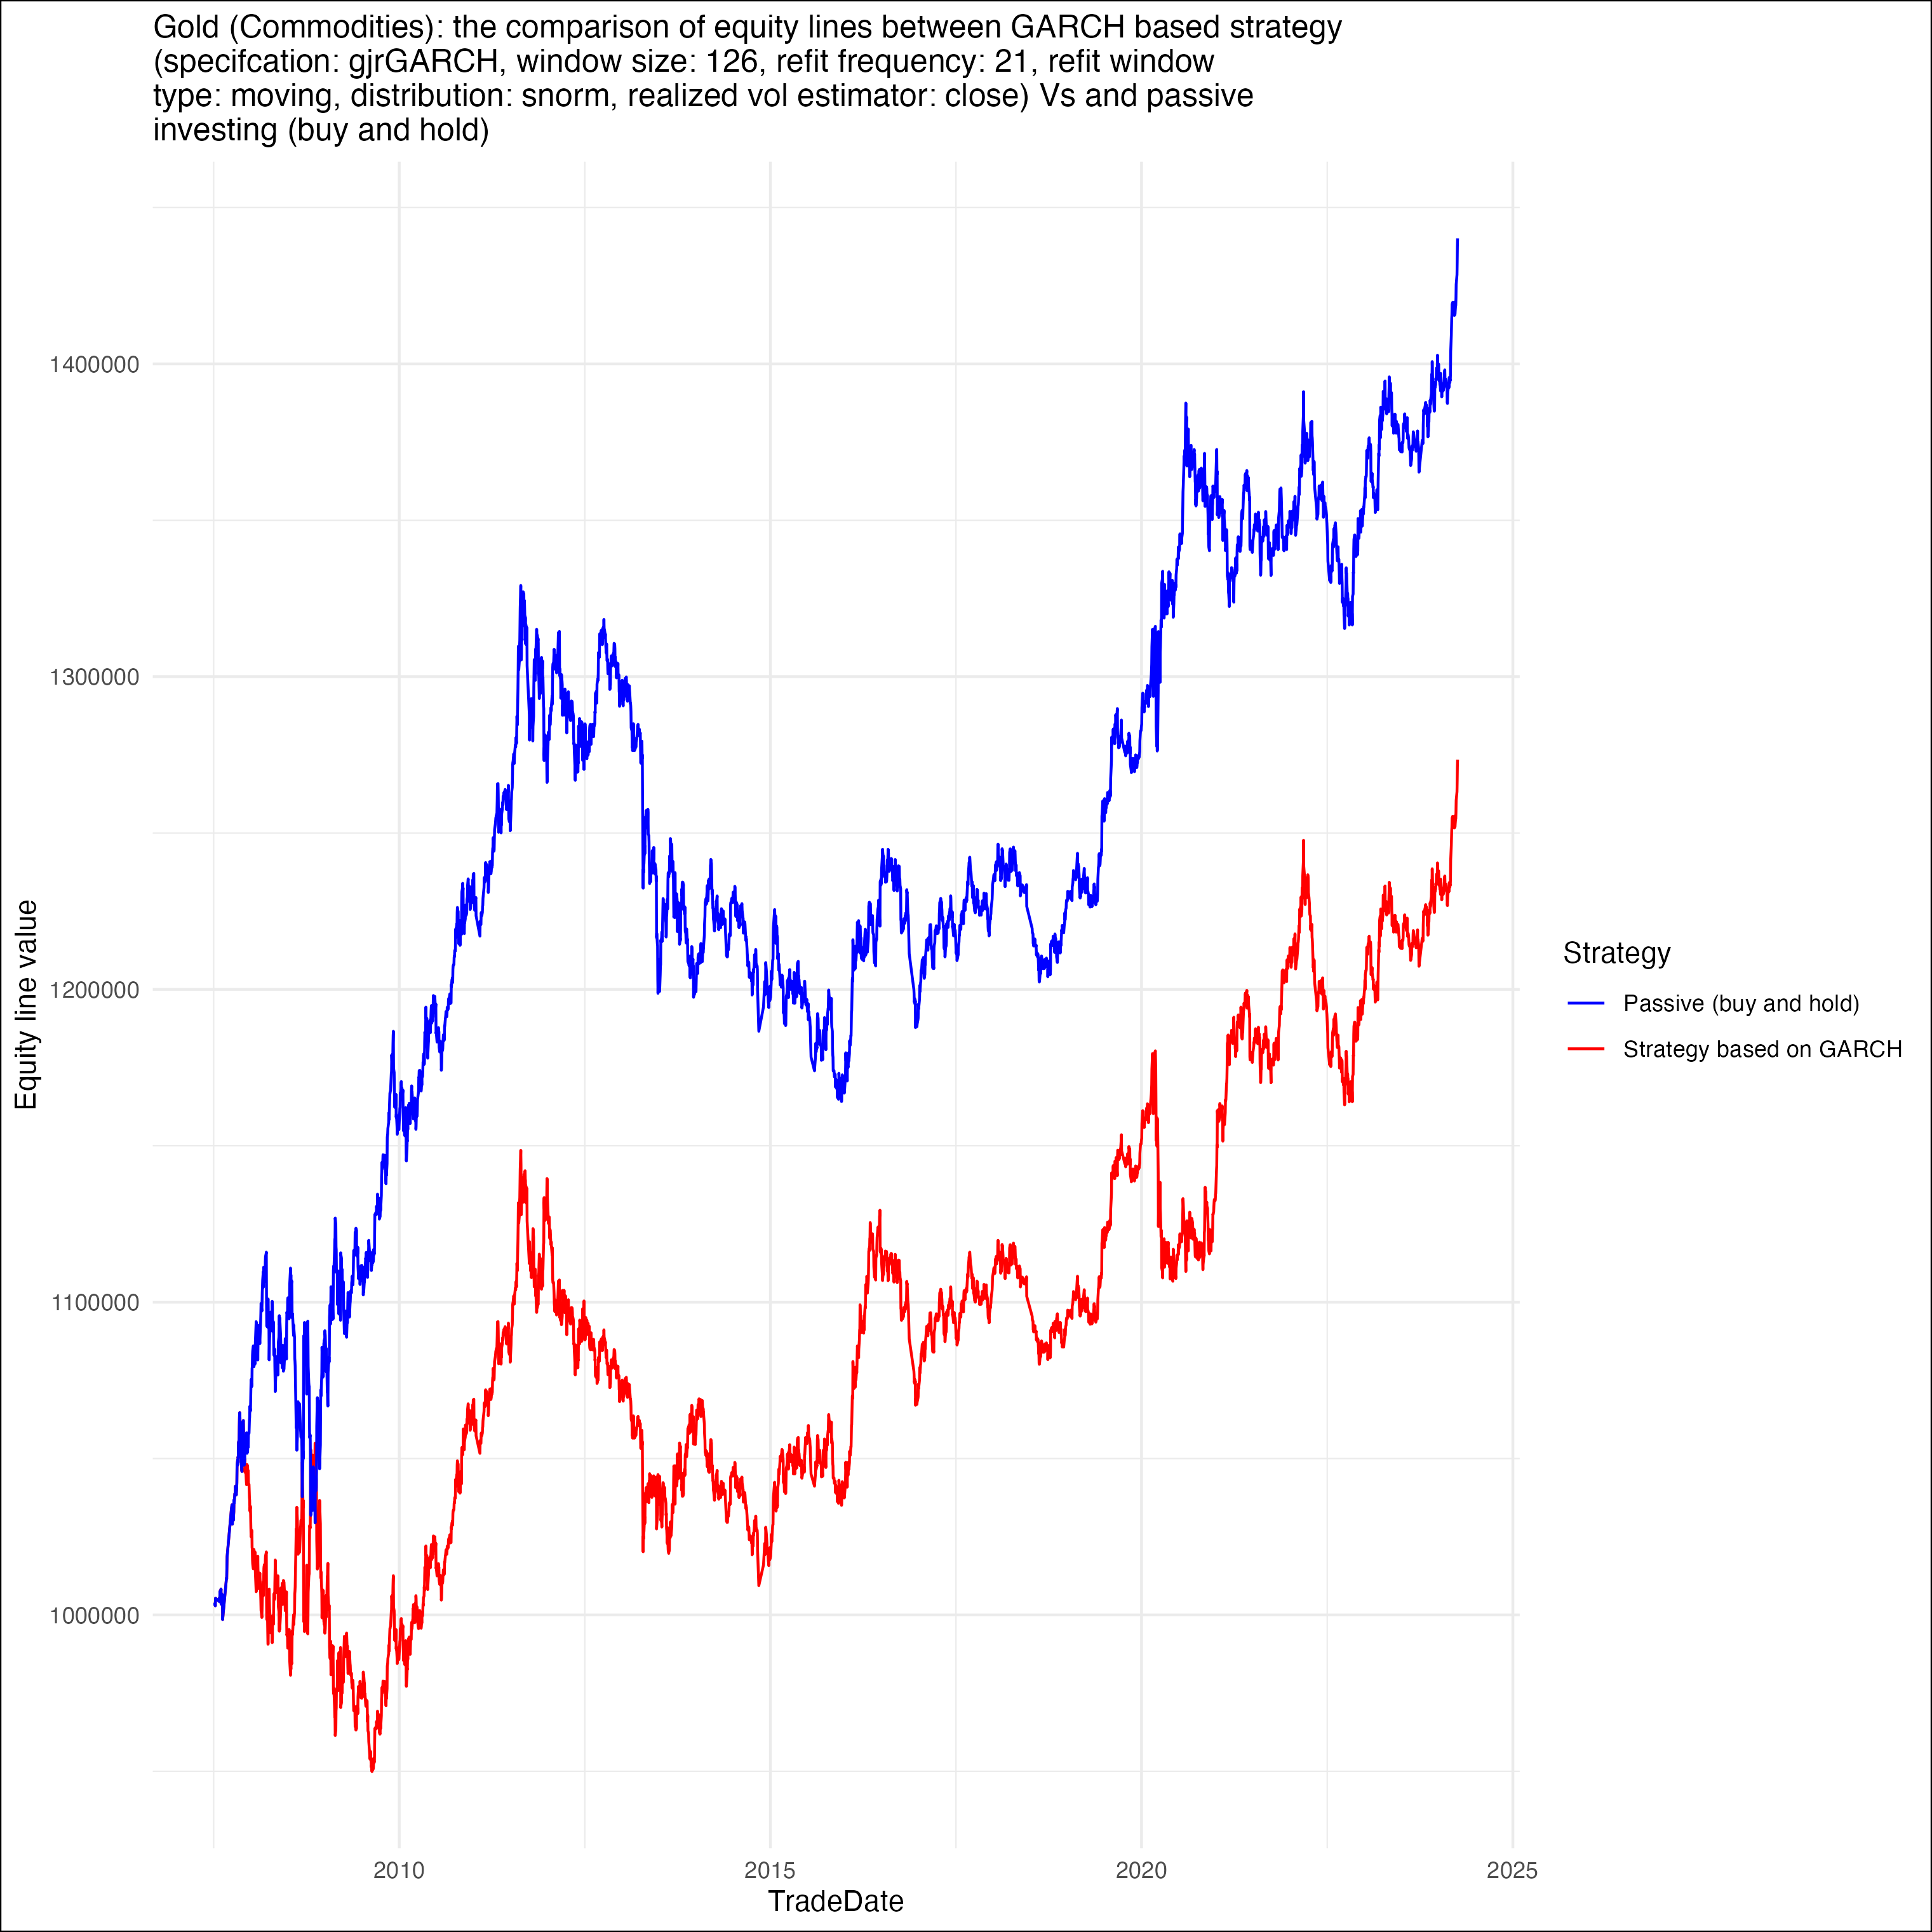 Gold (Commodities): the comparison of equity lines between GARCH based strategy
(specifcation: gjrGARCH, window size: 126, refit frequency: 21, refit window
type: moving, distribution: snorm, realized vol estimator: close) Vs and passive
investing (buy and hold)
1400000
1300000
1200000
1100000
1000000
Equity line value
2010
2015
2020
2025
TradeDate
Strategy
Passive (buy and hold)
Strategy based on GARCH